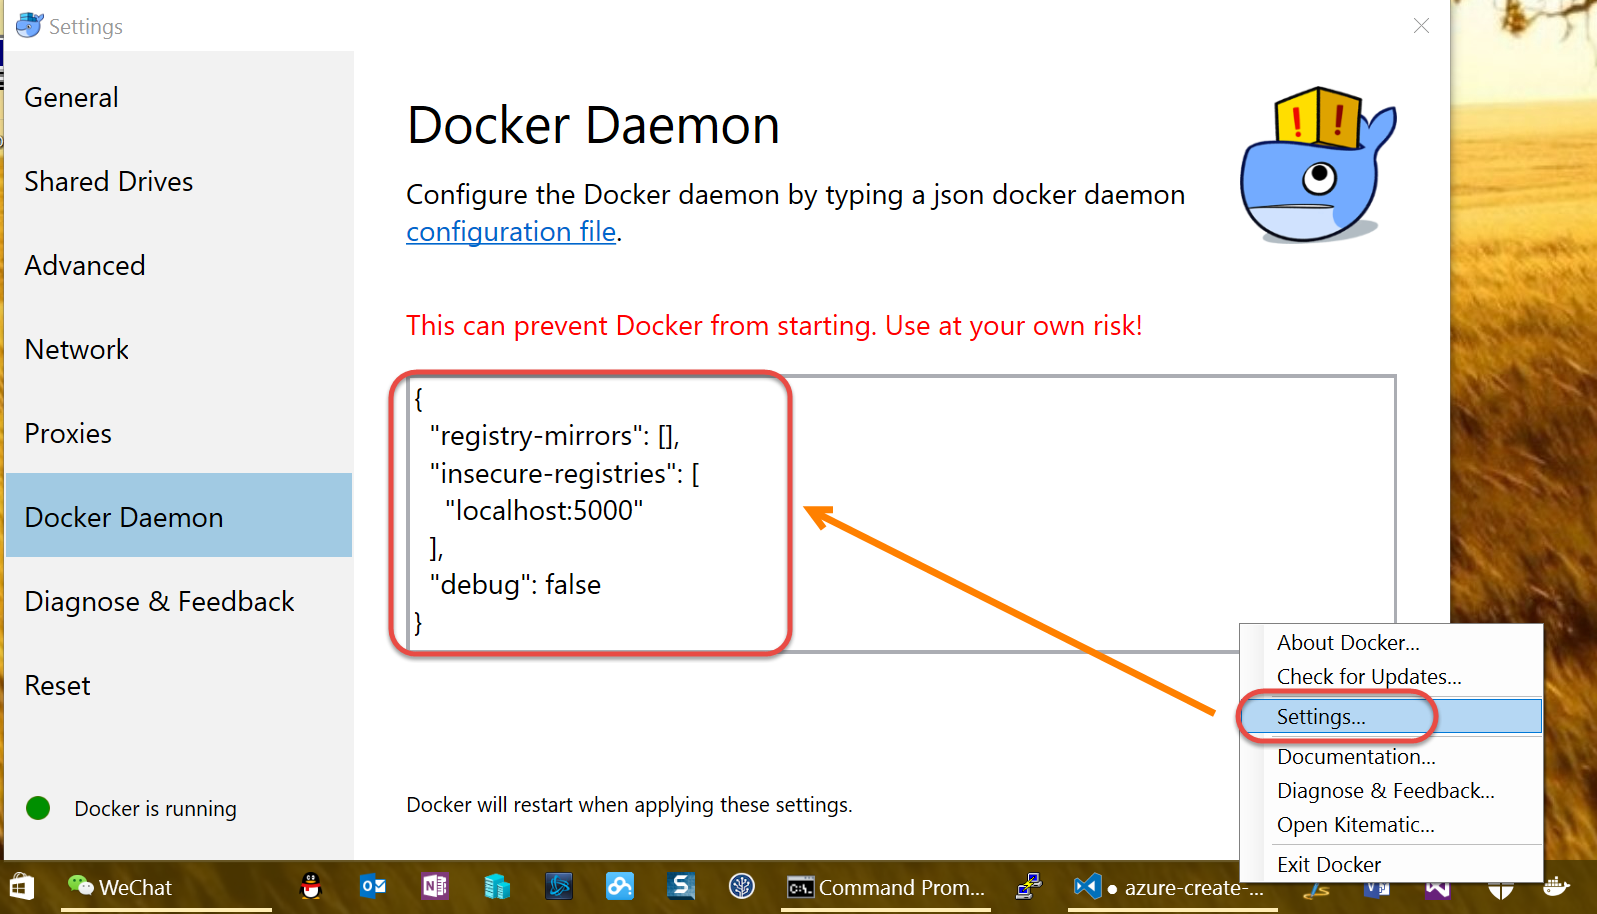 Settings
General
Shared Drives
Advanced
Network
Proxies
Docker Daemon
Diagnose & Feedback
Reset
Docker is running
Docker Daemon
Configure the Docker daemon by typing a json docker daemon
configuration file.
This can prevent Docker from starting. Use at your own risk!
{
"registry-mirrors": [],
"insecure-registries": [
"localhost:5000"
],
"debug": false
}
Docker will restart when applying these settings.
About Docker...
Check for Updates...
Settings...
Documentation...
Diagnose & Feedback...
Open Kitematic...
Exit Docker
WeChat
Command Prom...
● azure-create-...